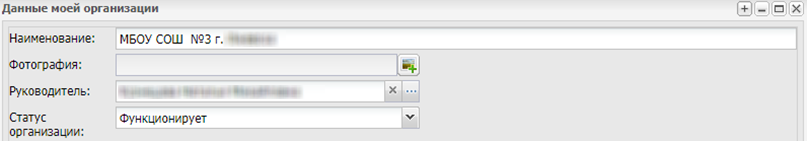 Данные моей организации
Наименование: МБОУ СОШ №3 г.
Фотография:
Руководитель:
Статус организации: Функционирует